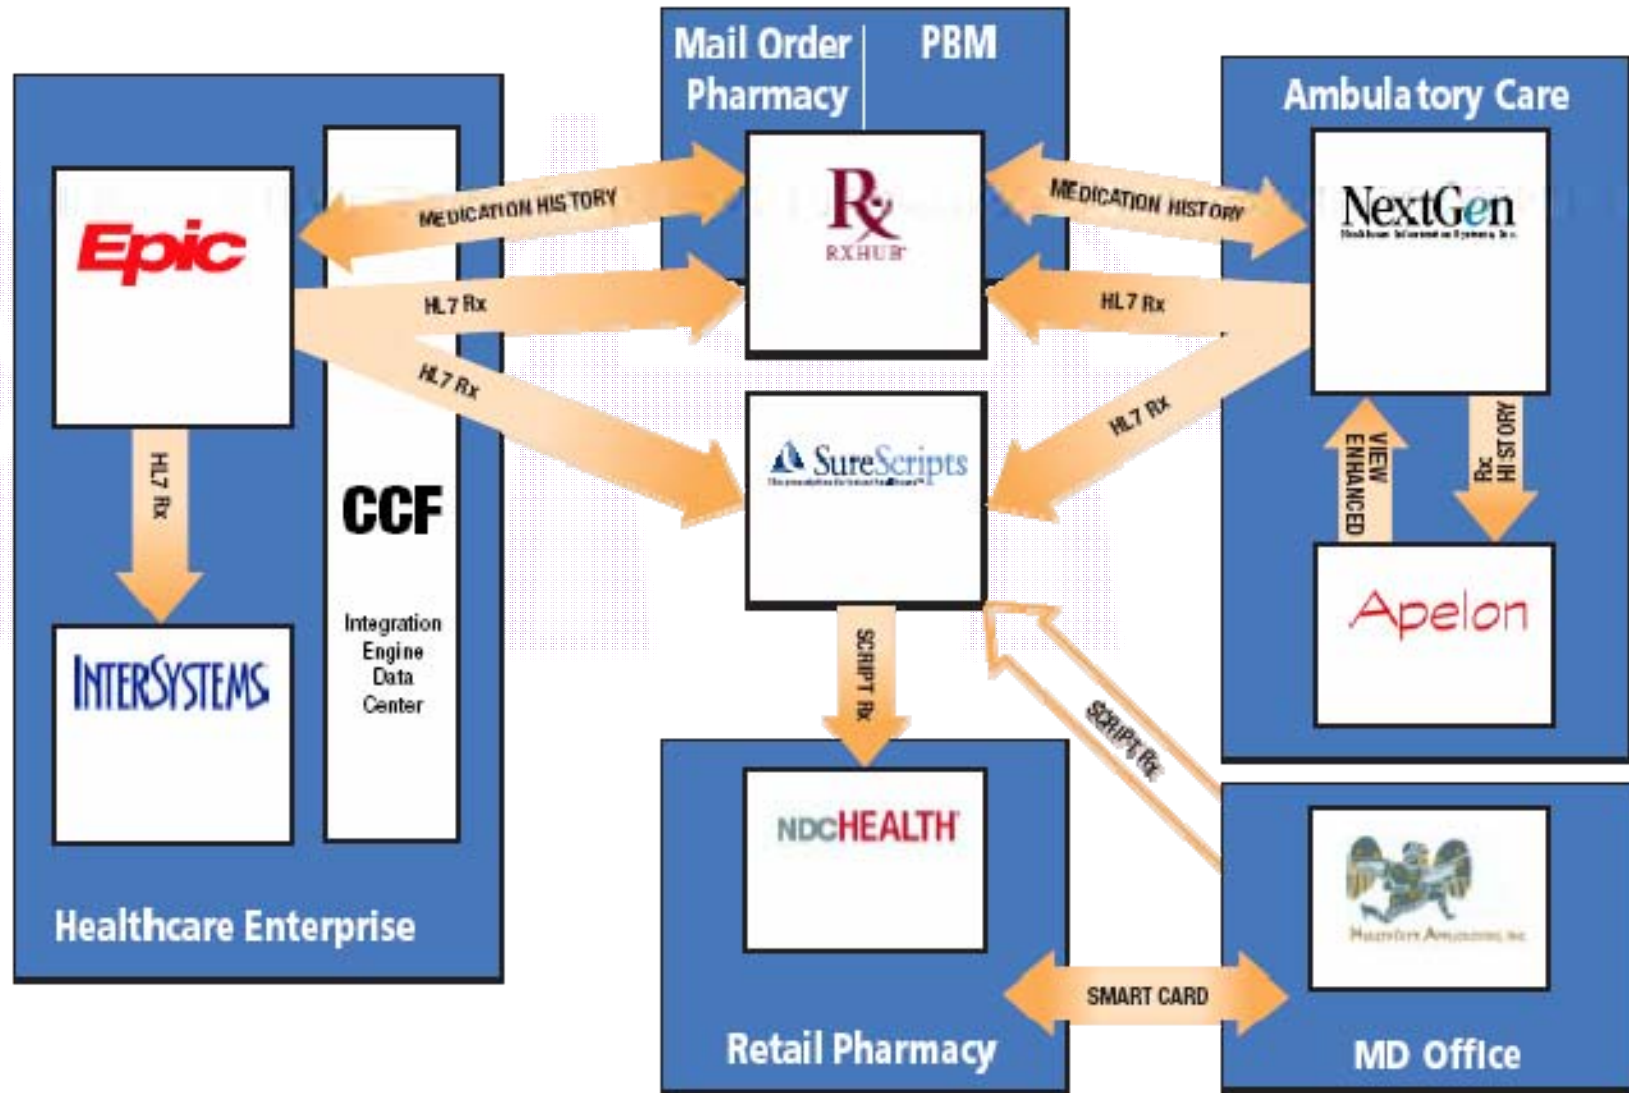 Mail Order
Pharmacy
PBM
Ambulatory Care
Epic
MEDICATION HISTORY
Rx
RXHUB
MEDICATION HISTORY
NextGen
HL7 Rx
HL7 Rx
HL7 Rx
HL7 Rx
HL7 Rx
CCF
Integration
Engine
Data
Center
SureScripts
VIEW
ENHANCED
Rx
HISTORY
Apelon
INTERSYSTEMS
SCRIPT Rx
SCRIPT Rx
NDCHEALTH
Healthcare Enterprise
SMART CARD
Retail Pharmacy
MD Office